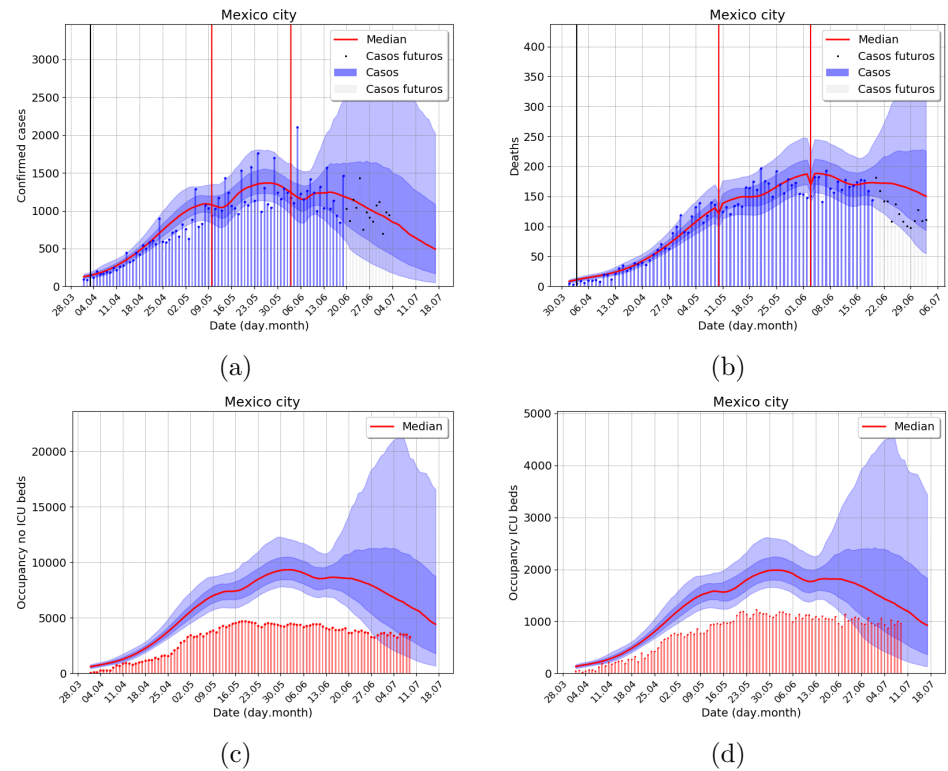 Mexico city
Confirmed cases
3000
2500
2000
1500
1000
500
0
Median
Casos futuros
Casos
Casos futuros
28.03 04.04 11.04 18.04 25.04 02.05 09.05 16.05 23.05 30.05 06.06 13.06 20.06 27.06 04.07 11.07 18.07
Date (day.month)
(a)
Mexico city
Deaths
400
350
300
250
200
150
100
50
0
Median
Casos futuros
Casos
Casos futuros
30.03 06.04 13.04 20.04 27.04 04.05 11.05 18.05 25.05 01.06 08.06 15.06 22.06 29.06 06.07
Date (day.month)
(b)
Mexico city
Occupancy no ICU beds
20000
15000
10000
5000
0
Median
28.03 04.04 11.04 18.04 25.04 02.05 09.05 16.05 23.05 30.05 06.06 13.06 20.06 27.06 04.07 11.07 18.07
Date (day.month)
(c)
Mexico city
Occupancy ICU beds
5000
4000
3000
2000
1000
0
Median
28.03 04.04 11.04 18.04 25.04 02.05 09.05 16.05 23.05 30.05 06.06 13.06 20.06 27.06 04.07 11.07 18.07
Date (day.month)
(d)